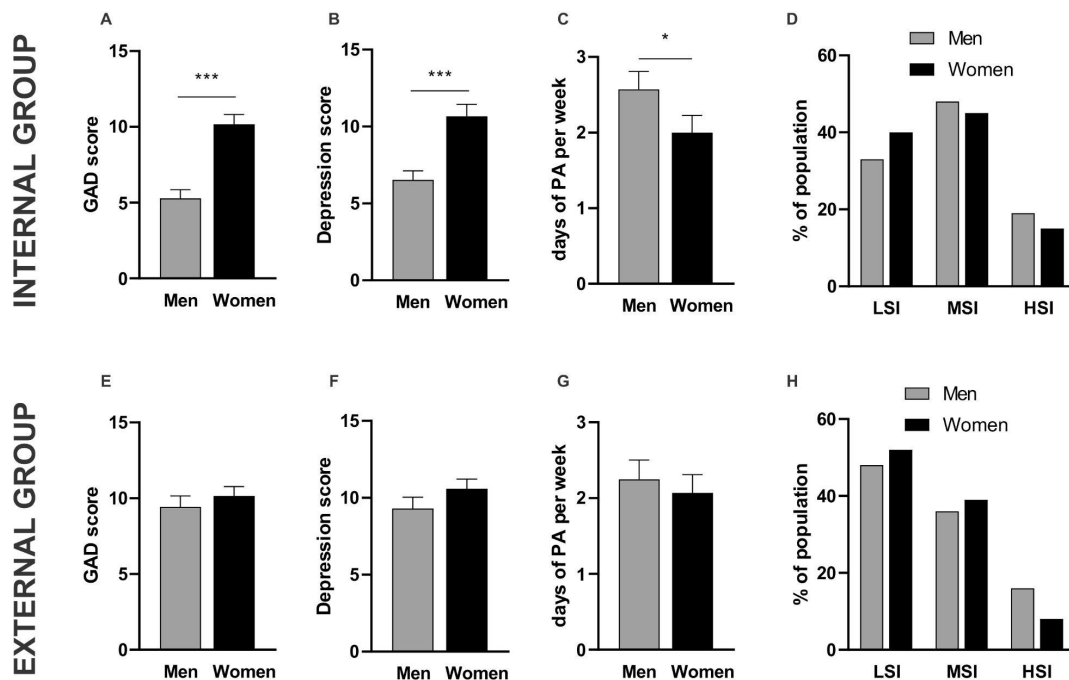 INTERNAL GROUP
A
GAD score
15
10
5
0
***
Men Women
B
Depression score
15
10
5
0
***
Men Women
C
days of PA per week
3
2
1
0
*
Men Women
D
% of population
60
40
20
0
Men
Women
LSI MSI HSI
EXTERNAL GROUP
E
GAD score
15
10
5
0
Men Women
F
Depression score
15
10
5
0
Men Women
G
days of PA per week
3
2
1
0
Men Women
H
% of population
60
40
20
0
Men
Women
LSI MSI HSI